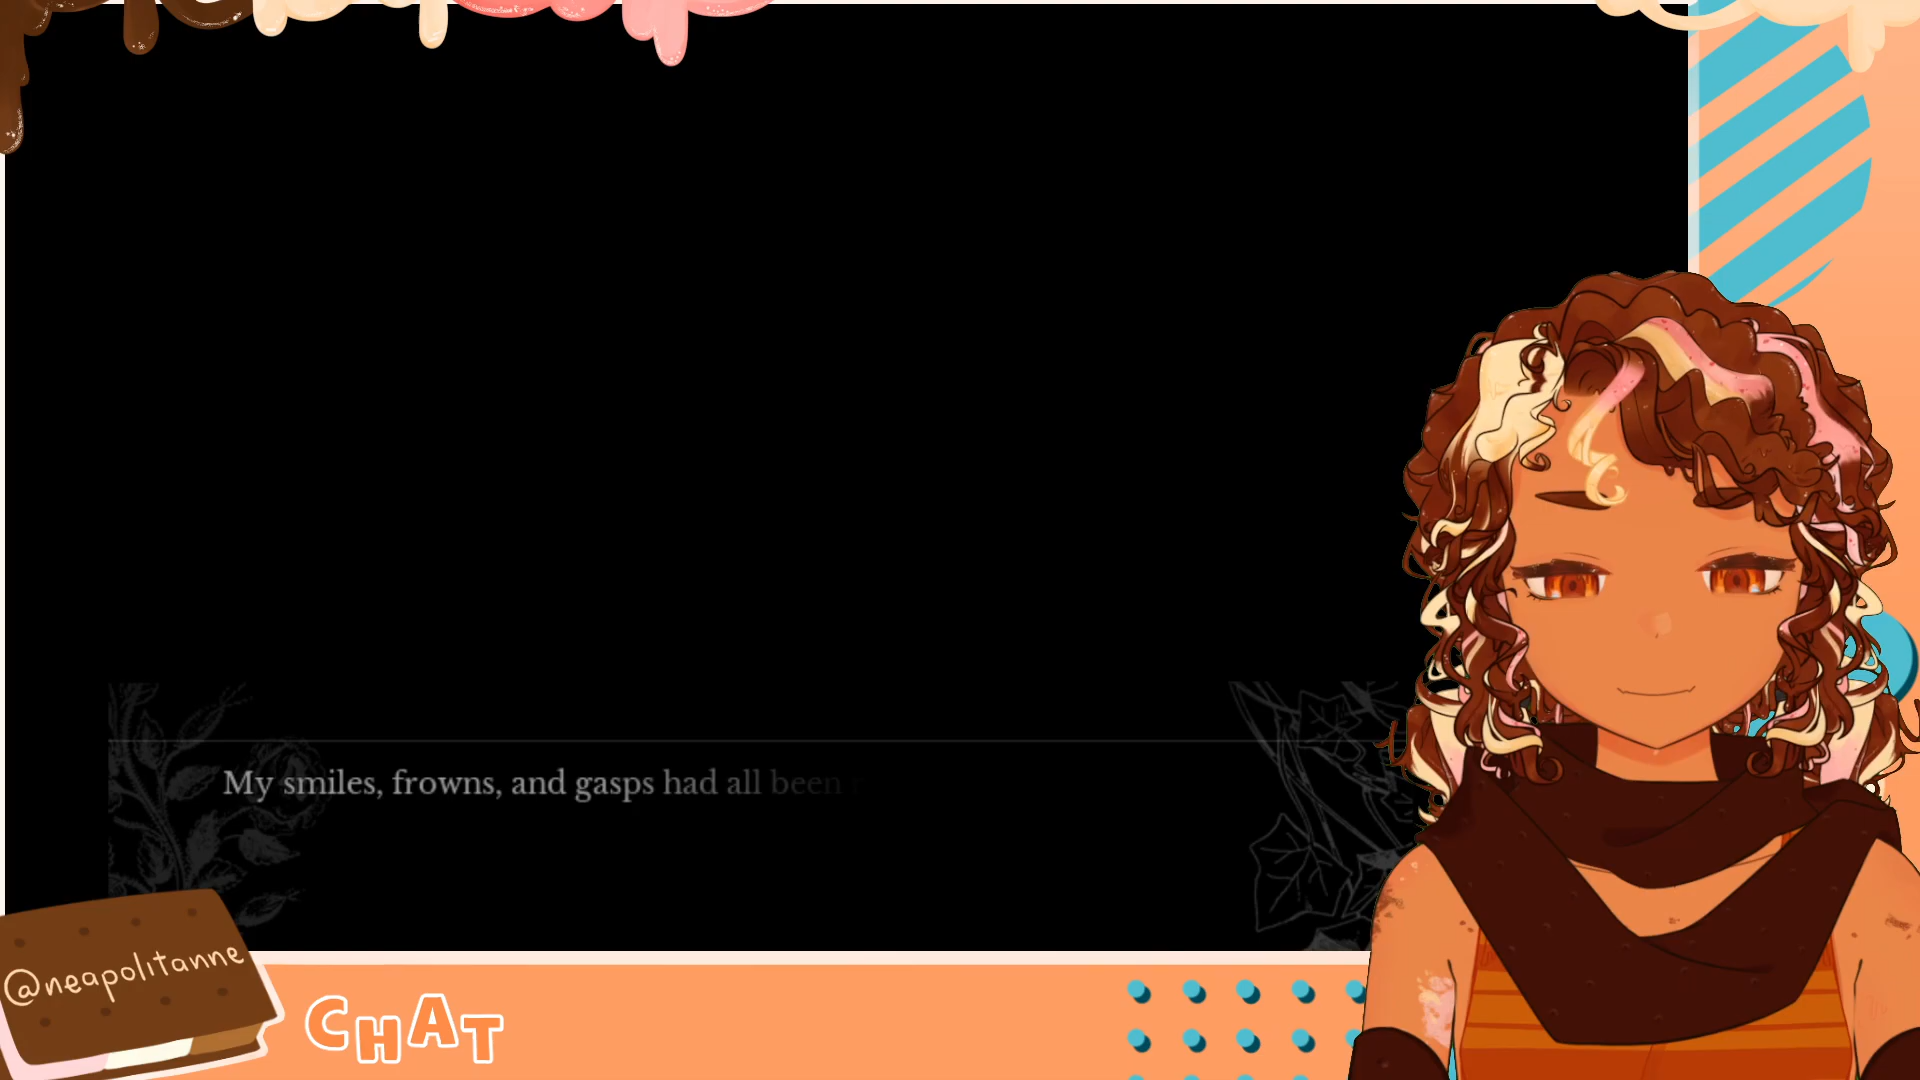 My smiles, frowns, and gasps had all been
@neapolitanne
CHAT